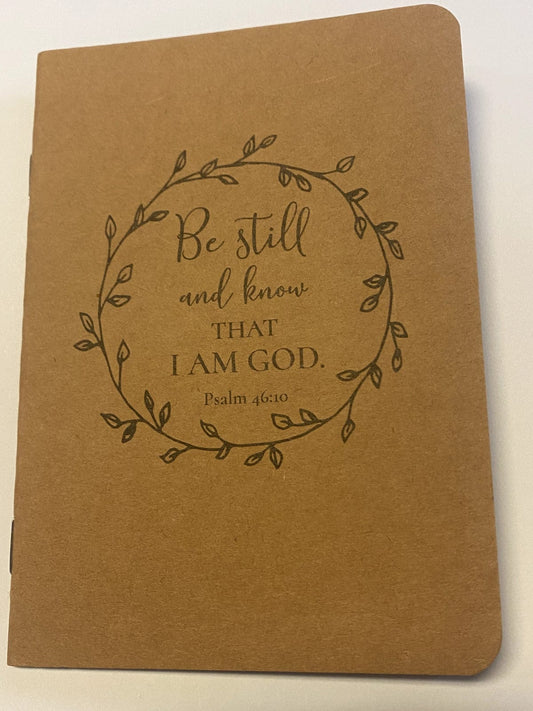 Be still
and know
THAT
I AM GOD.
Psalm 46:10